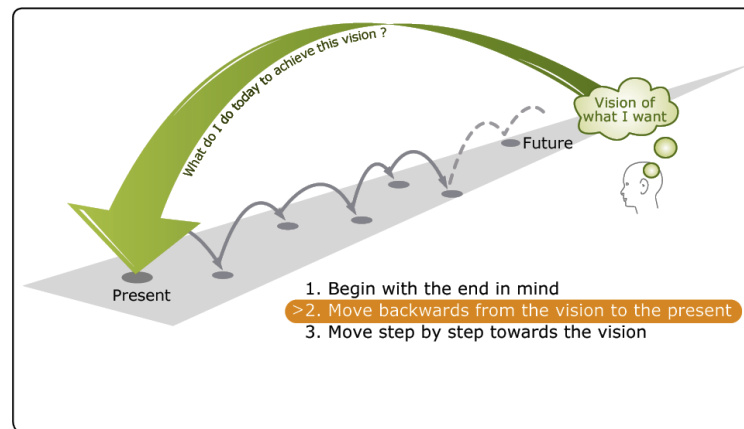 What do I do today to achieve this vision ?
Vision of
what I want
Future
Present
1. Begin with the end in mind
>2. Move backwards from the vision to the present
3. Move step by step towards the vision